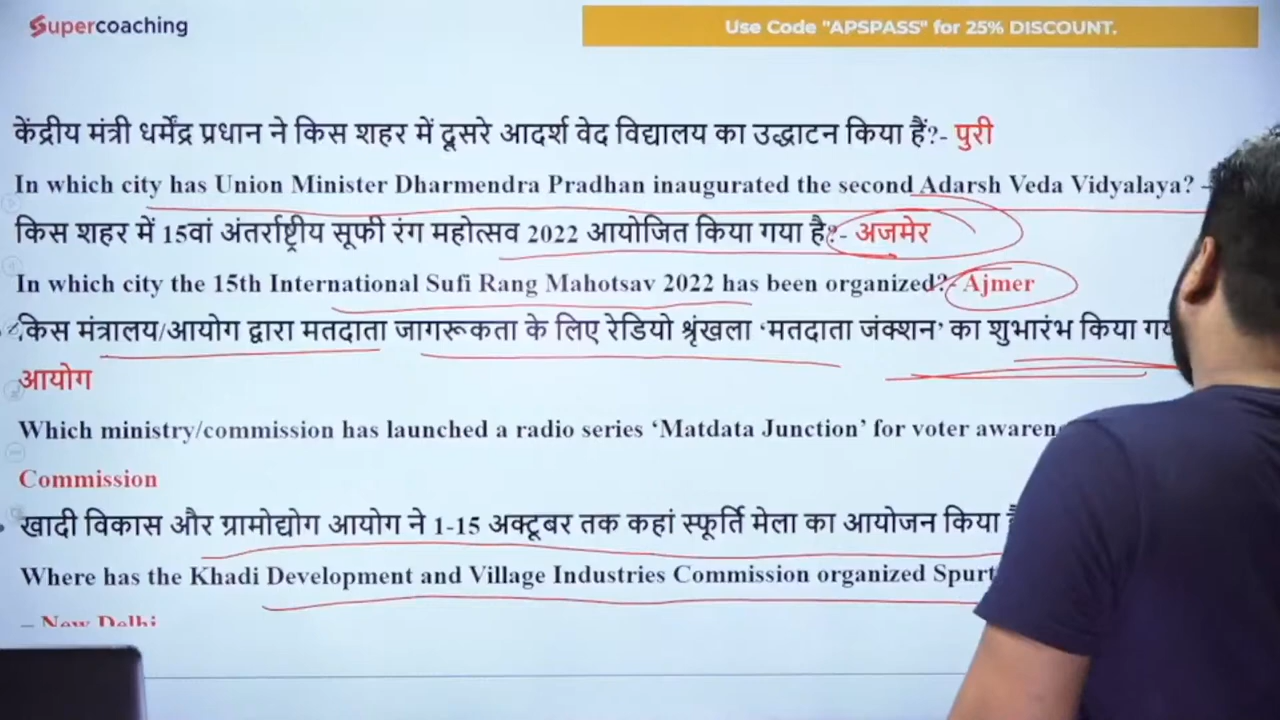 Supercoaching
Use Code "APSPASS" for 25% DISCOUNT.
केंद्रीय मंत्री धर्मेंद्र प्रधान ने किस शहर में दूसरे आदर्श वेद विद्यालय का उद्घाटन किया हैं?- पुरी
In which city has Union Minister Dharmendra Pradhan inaugurated the second Adarsh Veda Vidyalaya? -
किस शहर में 15वां अंतर्राष्ट्रीय सूफी रंग महोत्सव 2022 आयोजित किया गया है?- अजमेर
In which city the 15th International Sufi Rang Mahotsav 2022 has been organized?- Ajmer
किस मंत्रालय/आयोग द्वारा मतदाता जागरूकता के लिए रेडियो श्रृंखला ‘मतदाता जंक्शन’ का शुभारंभ किया
आयोग
Which ministry/commission has launched a radio series ‘Matdata Junction’ for voter
Commission
खादी विकास और ग्रामोद्योग आयोग ने 1-15 अक्टूबर तक कहां स्फूर्ति मेला का आयोजन किया
Where has the Khadi Development and Village Industries Commission organized
– New Delhi